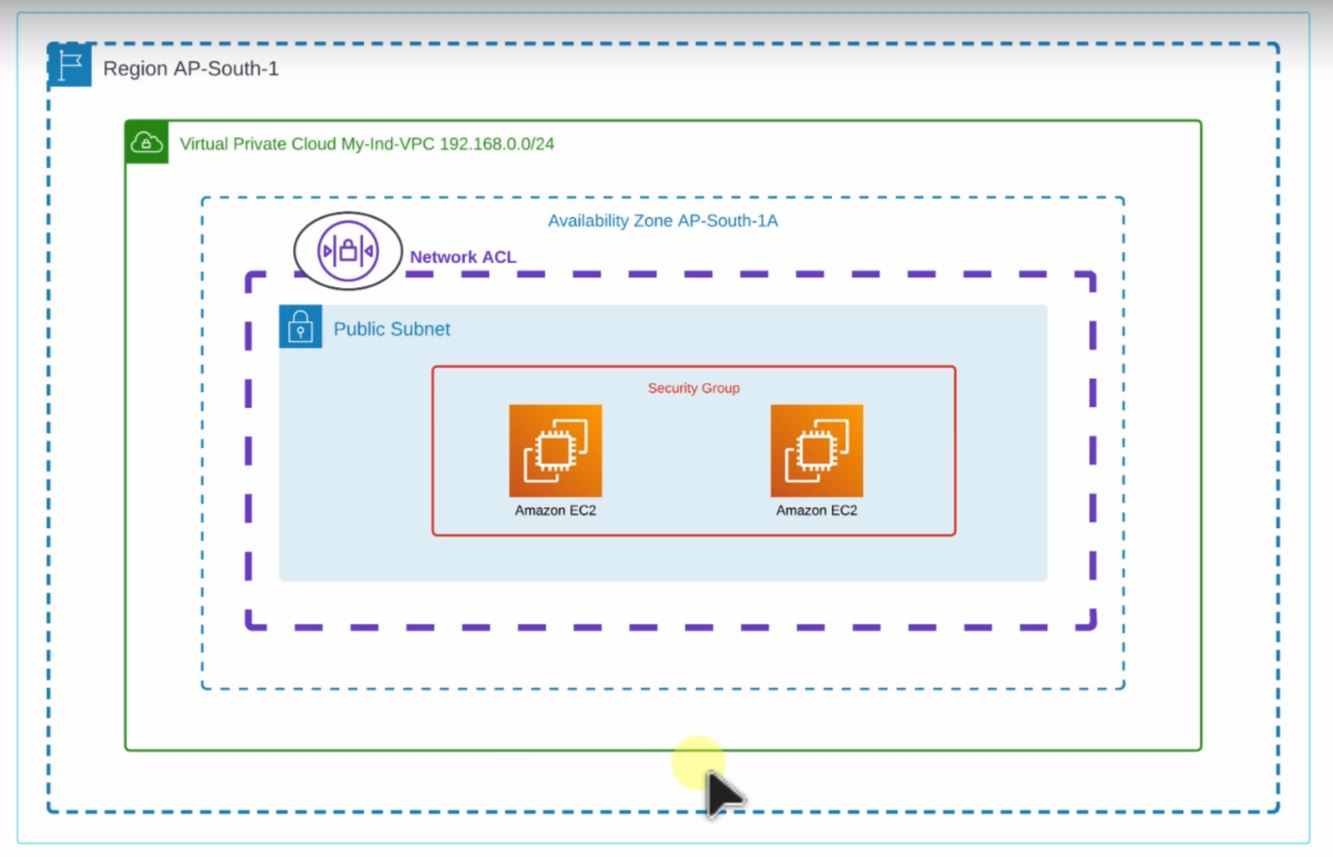 Region AP-South-1
Virtual Private Cloud My-Ind-VPC 192.168.0.0/24
Availability Zone AP-South-1A
Network ACL
Public Subnet
Security Group
Amazon EC2
Amazon EC2